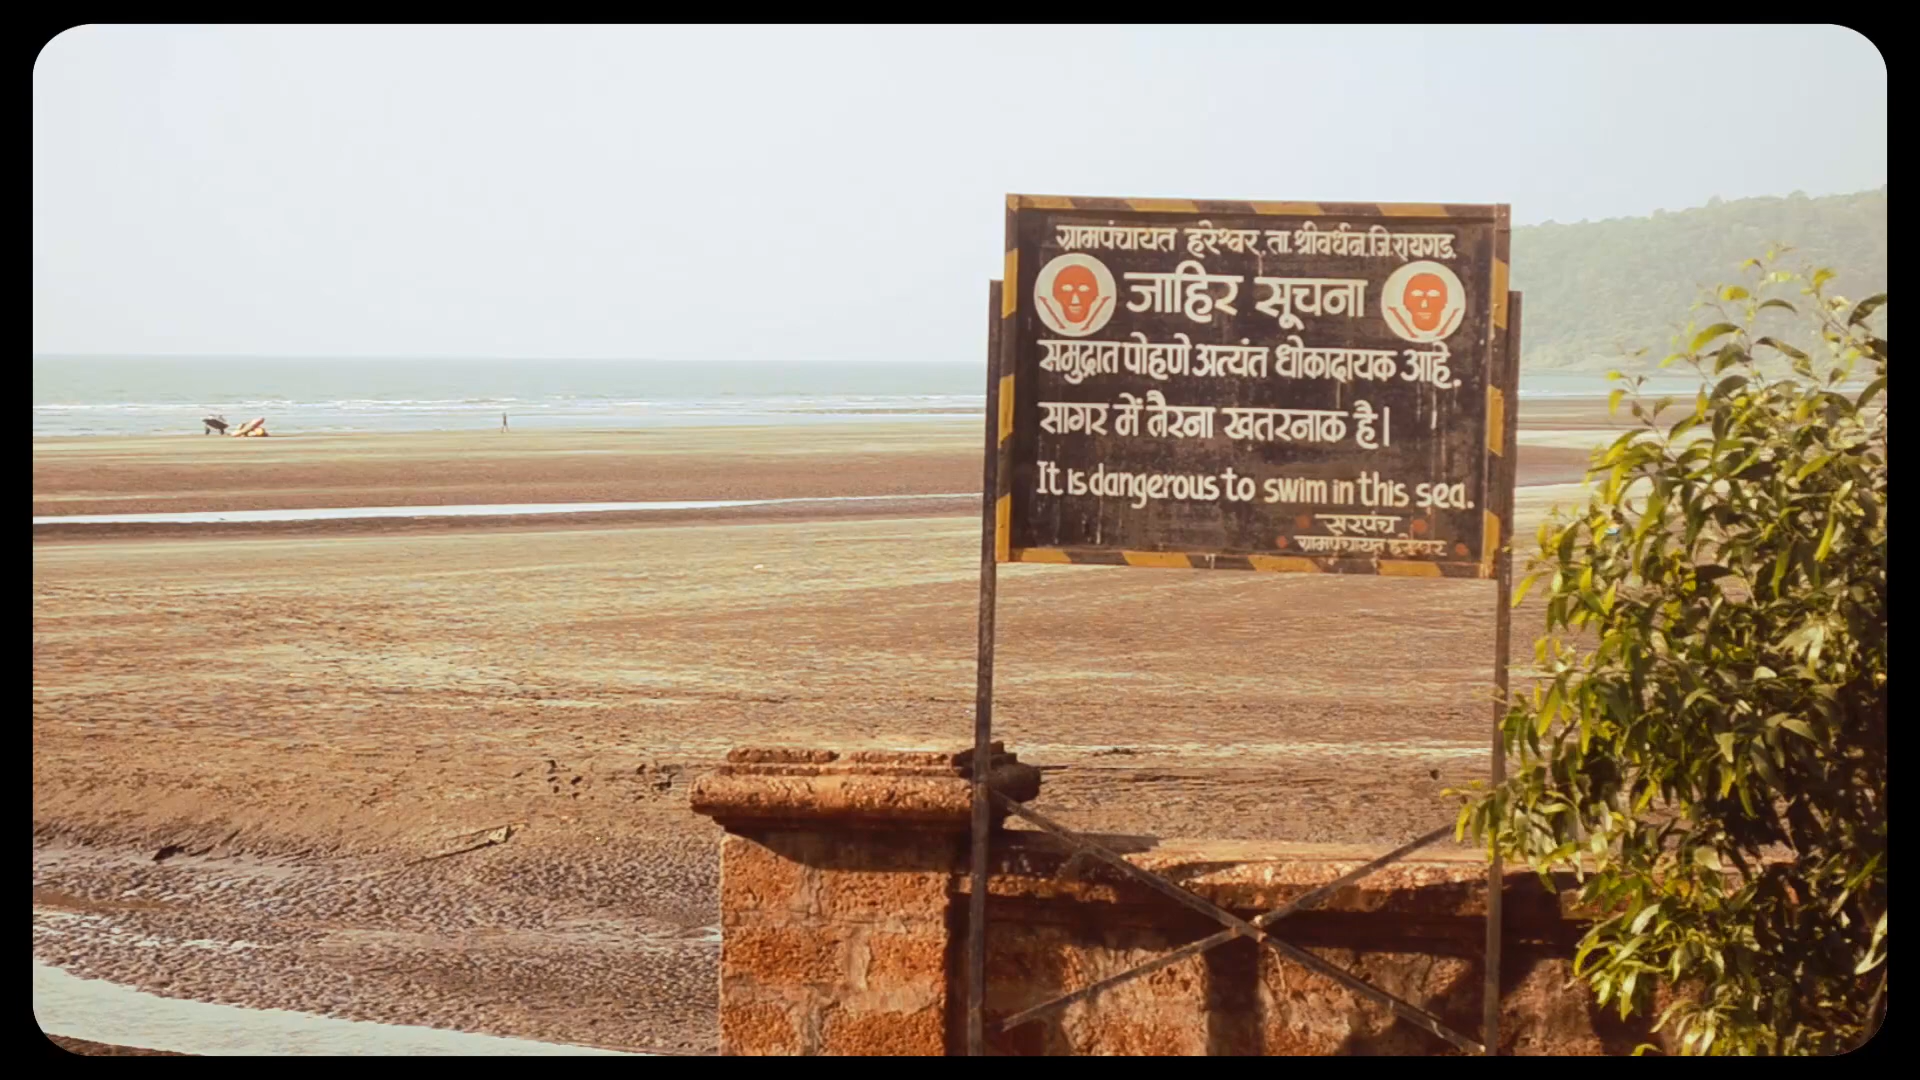 ग्रामपंचायत हरेश्वर. ता. श्रीवर्धन. जि. रायगड.
जाहिर सूचना
समुद्रात पोहणे अत्यंत धोकादायक आहे.
सागर में तैरना खतरनाक है।
It is dangerous to swim in this sea.
सरपंच
ग्रामपंचायत हरेश्वर